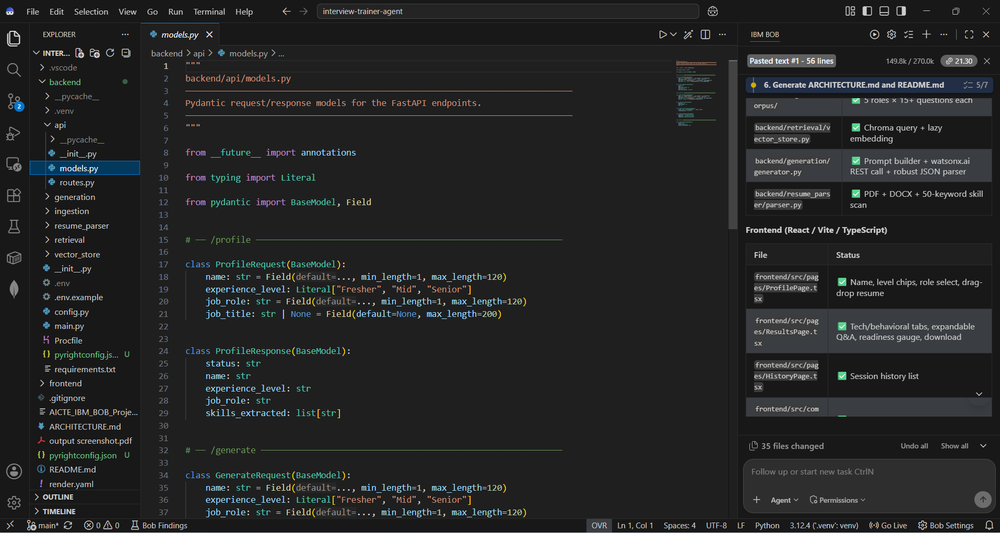 File Edit Selection View Go Run Terminal Help
interview-trainer-agent
EXPLORER
INTER...
.vscode
backend
__pycache__
.venv
api
__pycache__
__init__.py
models.py
routes.py
generation
ingestion
resume_parser
retrieval
vector_store
__init__.py
.env
.env.example
config.py
main.py
Procfile
pyrightconfig.js... U
requirements.txt
frontend
.gitignore
AICTE_IBM_BOB_Proje...
ARCHITECTURE.md
output screenshot.pdf
pyrightconfig.json U
README.md
render.yaml
OUTLINE
TIMELINE
2
models.py
backend > api > models.py > ...
1 """
2 backend/api/models.py
3
4 Pydantic request/response models for the FastAPI endpoints.
5
6 """
7
8 from __future__ import annotations
9
10 from typing import Literal
11
12 from pydantic import BaseModel, Field
13
14
15 # ── /profile ──────────
16
17 class ProfileRequest(BaseModel):
18 name: str = Field(default=..., min_length=1, max_length=120)
19 experience_level: Literal["Fresher", "Mid", "Senior"]
20 job_role: str = Field(default=..., min_length=1, max_length=120)
21 job_title: str | None = Field(default=None, max_length=200)
22
23
24 class ProfileResponse(BaseModel):
25 status: str
26 name: str
27 experience_level: str
28 job_role: str
29 skills_extracted: list[str]
30
31
32 # ── /generate ──────────
33
34 class GenerateRequest(BaseModel):
35 name: str = Field(default=..., min_length=1, max_length=120)
36 experience_level: Literal["Fresher", "Mid", "Senior"]
37 job_role: str = Field(default=..., min_length=1, max_length=120)
IBM BOB
Pasted text #1 - 56 lines 149.8k / 270.0k 21.30
6. Generate ARCHITECTURE.md and README.md 5/7
orpus/
✅ 5 roles × 15+ questions each
backend/retrieval/v
ector_store.py
✅ Chroma query + lazy
embedding
backend/generation/
generator.py
✅ Prompt builder + watsonx.ai
REST call + robust JSON parser
backend/resume_pars
er/parser.py
✅ PDF + DOCX + 50-keyword skill
scan
Frontend (React / Vite / TypeScript)
File Status
frontend/src/pag
es/ProfilePage.t
sx
✅ Name, level chips, role select, drag-
drop resume
frontend/src/pag
es/ResultsPage.t
sx
✅ Tech/behavioral tabs, expandable
Q&A, readiness gauge, download
frontend/src/pag
es/HistoryPage.t
sx
✅ Session history list
frontend/src/com
35 files changed Undo all Show all
Follow up or start new task CtrlN
Agent Permissions
main* 0 0 Bob Findings OVR Ln 1, Col 1 Spaces: 4 UTF-8 LF Python 3.12.4 ('.venv': venv) Go Live Bob Settings